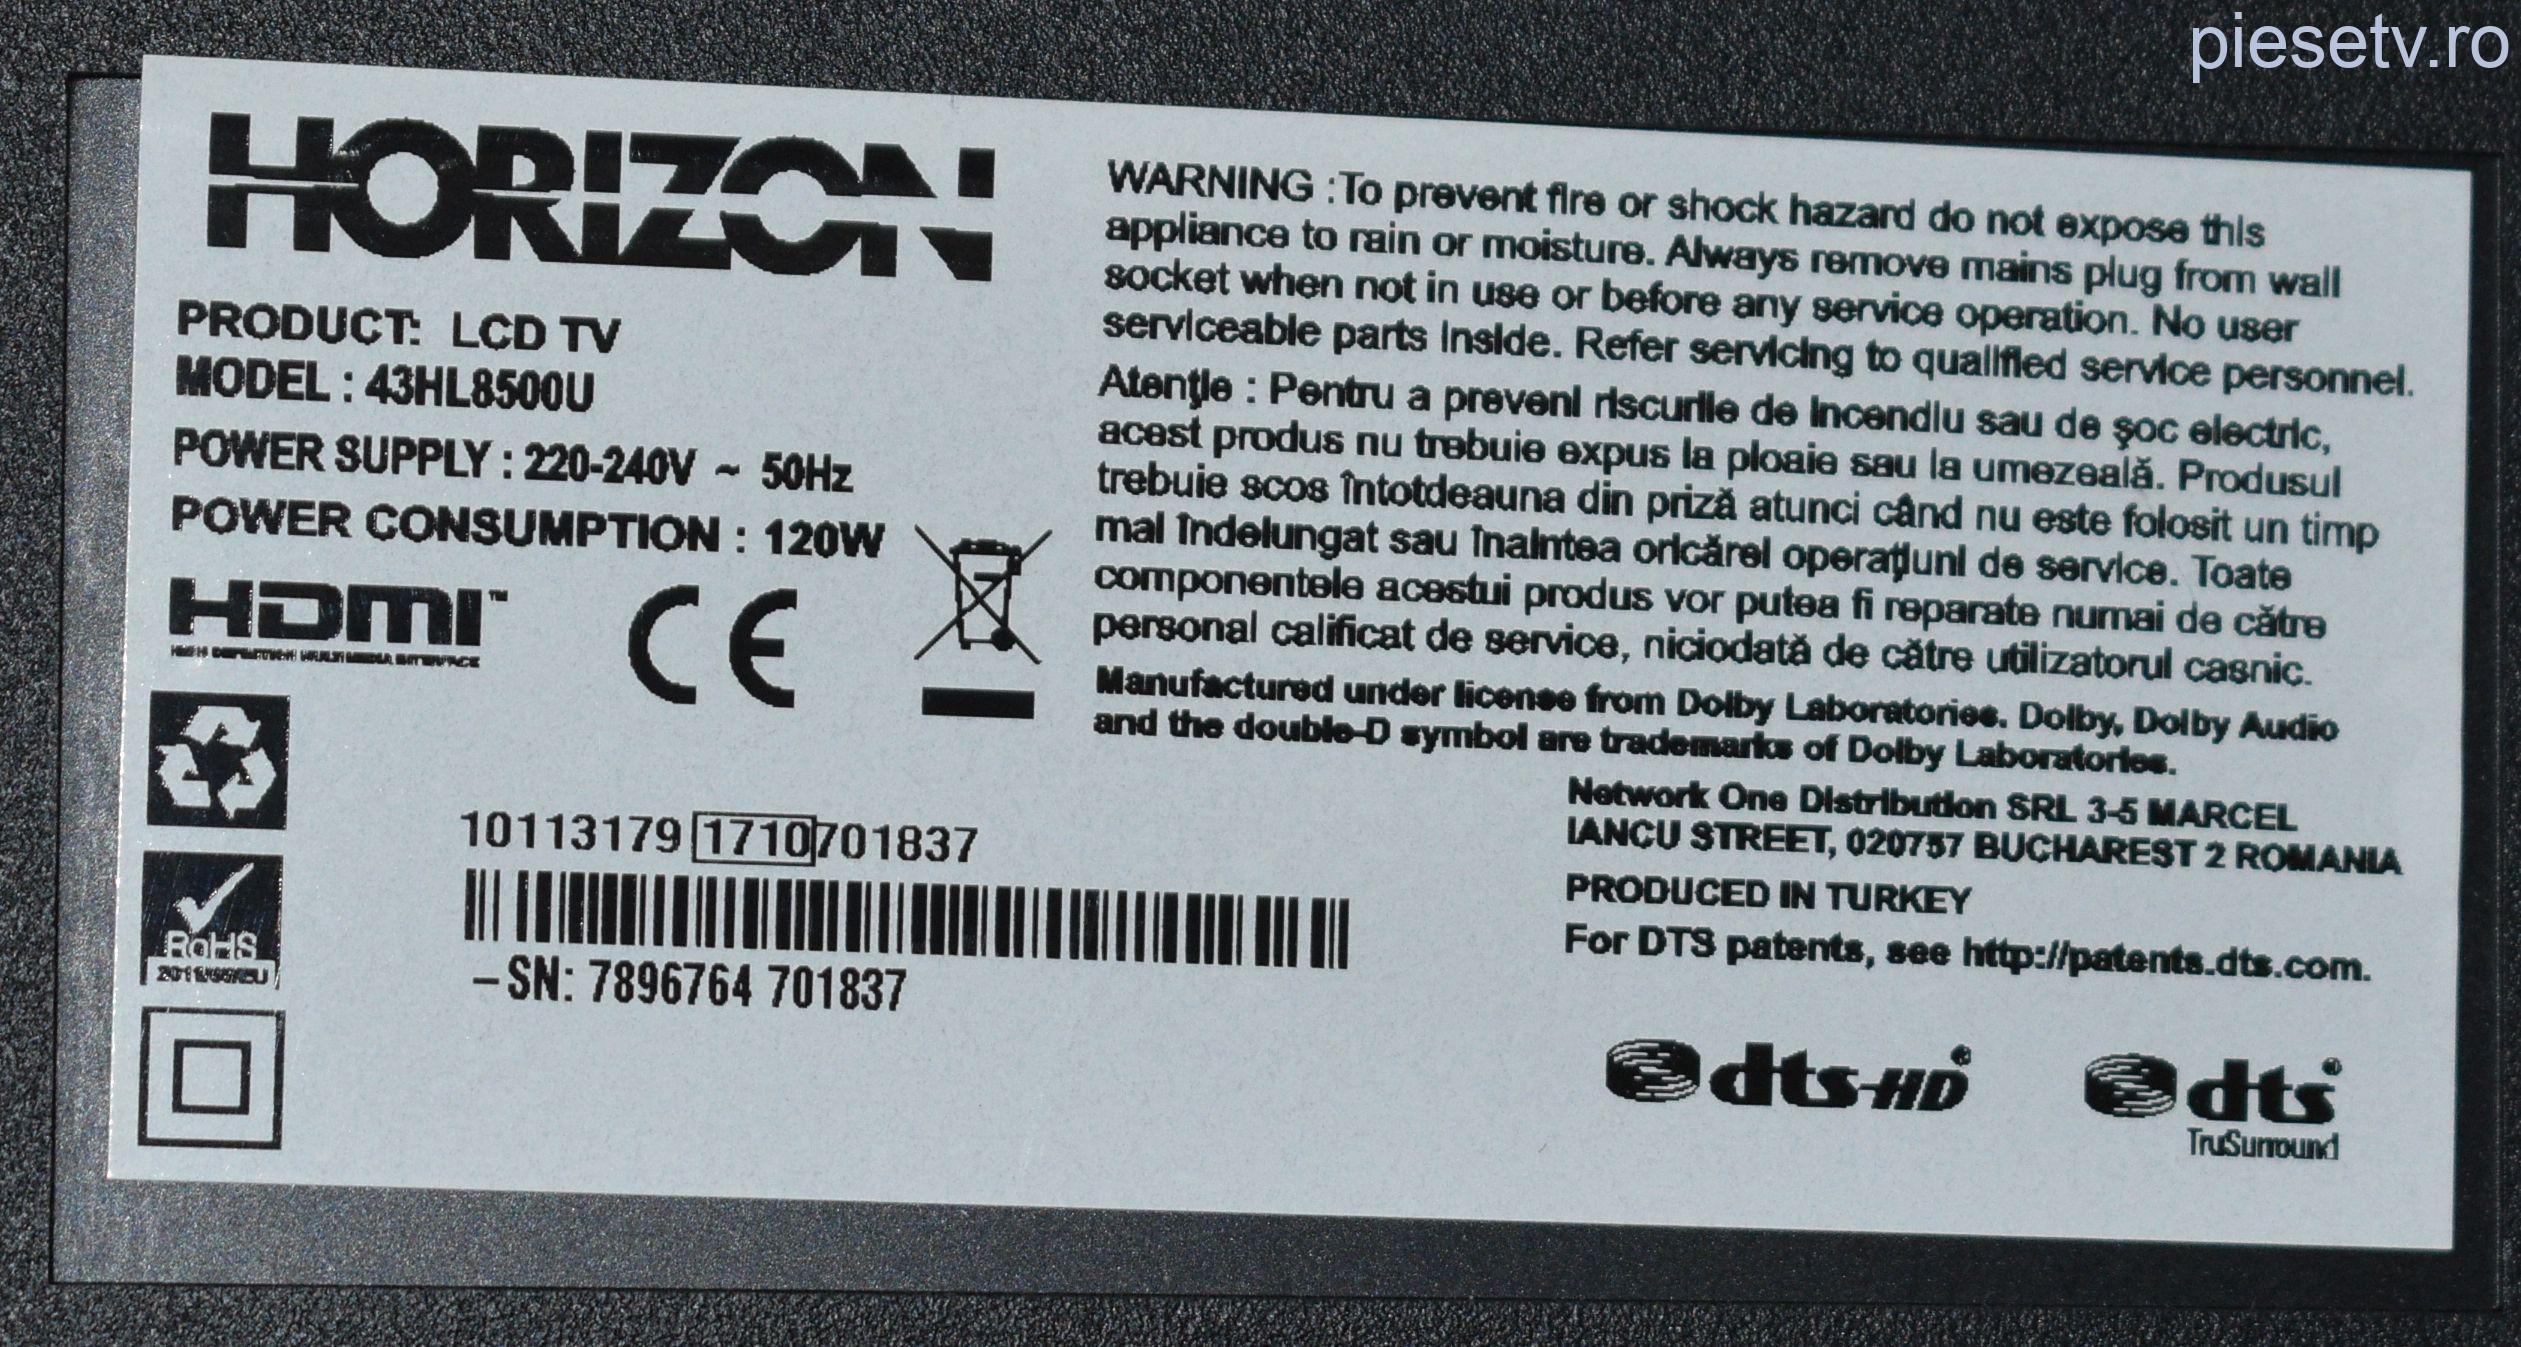 piesetv.ro
HORIZON
PRODUCT: LCD TV
MODEL : 43HL8500U
POWER SUPPLY : 220-240V ~ 50Hz
POWER CONSUMPTION : 120W
HDMI™
HIGH DEFINITION MULTIMEDIA INTERFACE
CE
RoHS
10113179 1710701837
-SN: 7896764 701837
WARNING :To prevent fire or shock hazard do not expose this
appliance to rain or moisture. Always remove mains plug from wall
socket when not in use or before any service operation. No user
serviceable parts inside. Refer servicing to qualified service personnel.
Atenţie : Pentru a preveni riscurile de incendiu sau de şoc electric,
acest produs nu trebuie expus la ploaie sau la umezeală. Produsul
trebuie scos întotdeauna din priză atunci când nu este folosit un timp
mai îndelungat sau înaintea oricărei operaţiuni de service. Toate
componentele acestui produs vor putea fi reparate numai de către
personal calificat de service, niciodată de către utilizatorul casnic.
Manufactured under license from Dolby Laboratories. Dolby, Dolby Audio
and the double-D symbol are trademarks of Dolby Laboratories.
Network One Distribution SRL 3-5 MARCEL
IANCU STREET, 020757 BUCHAREST 2 ROMANIA
PRODUCED IN TURKEY
For DTS patents, see http://patents.dts.com.
dts-HD®
dts®
TruSurround